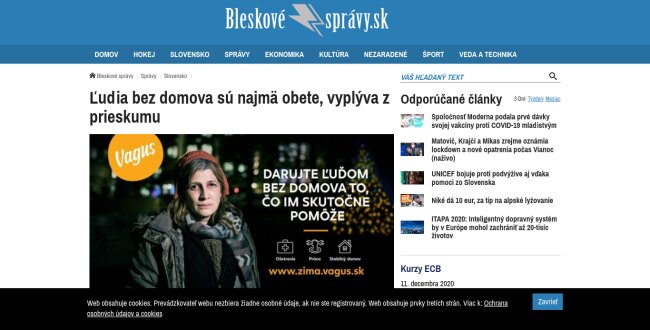 Bleskové správy.sk
DOMOV HOKEJ SLOVENSKO SPRÁVY EKONOMIKA KULTÚRA NEZARADENÉ ŠPORT VEDA A TECHNIKA
Bleskové správy Správy Slovensko
Ľudia bez domova sú najmä obete, vyplýva z
prieskumu
Vagus
DARUJTE ĽUĎOM
BEZ DOMOVA TO,
ČO IM SKUTOČNE
POMÔŽE
Ošetrenie Práca Stabilný domov
www.zima.vagus.sk
VÁŠ HĽADANÝ TEXT
Odporúčané články 3 Dni Týždeň Mesiac
Spoločnosť Moderna podala prvé dávky
svojej vakcíny proti COVID-19 mladistvým
Matovič, Krajčí a Mikas zrejme oznámia
lockdown a nové opatrenia počas Vianoc
(naživo)
UNICEF bojuje proti podvýžive aj vďaka
pomoci zo Slovenska
Niké dá 10 eur, za tip na alpské lyžovanie
ITAPA 2020: Inteligentný dopravný systém
by v Európe mohol zachrániť až 20-tisíc
životov
Kurzy ECB
11. decembra 2020
Web obsahuje cookies. Prevádzkovateľ webu nezbiera žiadne osobné údaje, ak nie ste registrovaný. Web obsahuje prvky tretích strán. Viac k: Ochrana
osobných údajov a cookies
Zavrieť